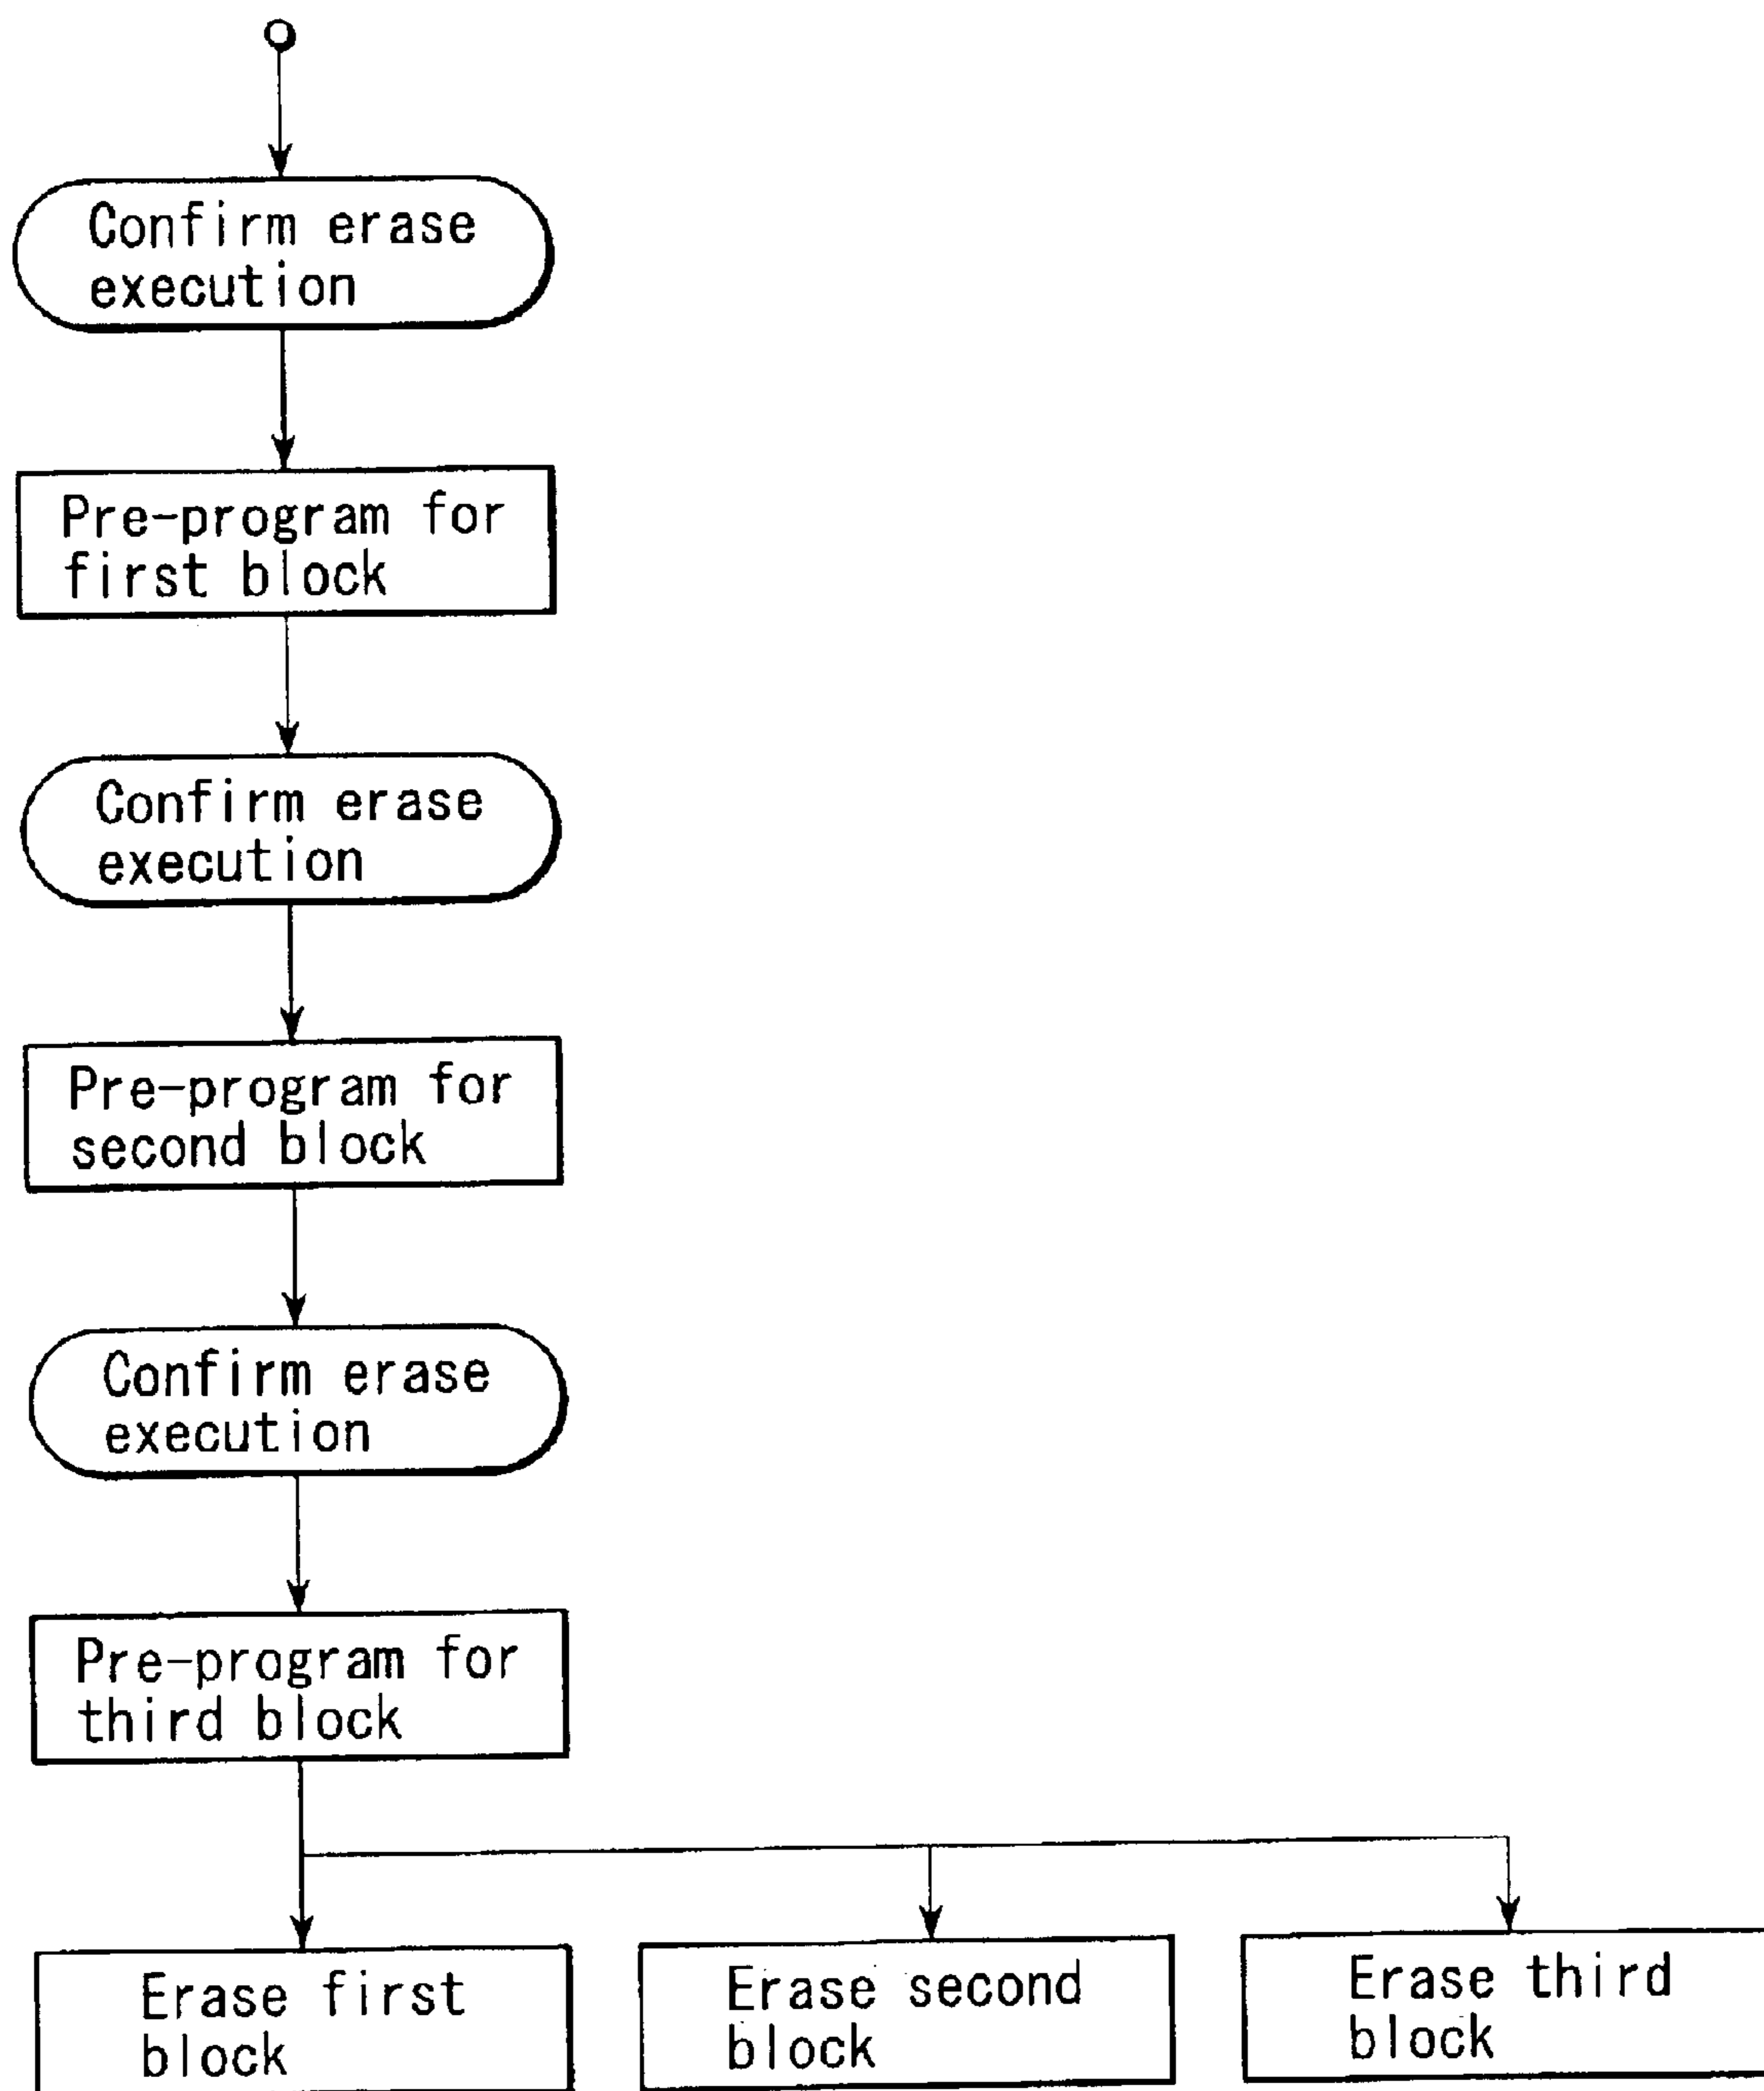 Confirm erase
execution
Pre-program for
first block
Confirm erase
execution
Pre-program for
second block
Confirm erase
execution
Pre-program for
third block
Erase first
block
Erase second
block
Erase third
block